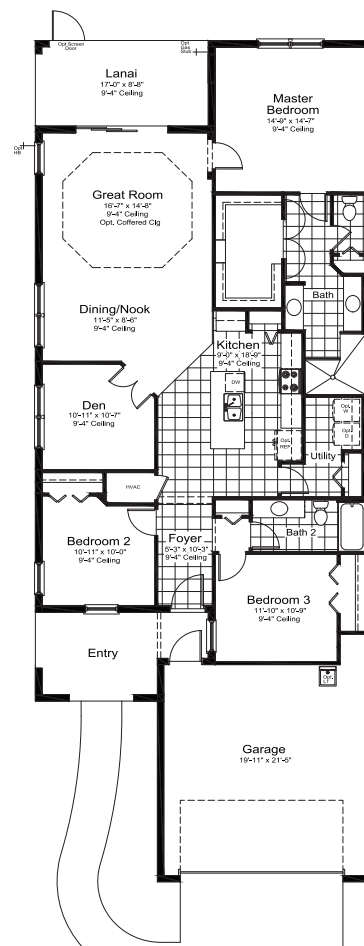 Opt Screen
Door
Opt
Gas
Stub
Lanai
17'-0" x 8'-8"
9'-4" Ceiling
Master
Bedroom
14'-9" x 14'-7"
9'-4" Ceiling
Opt
HB
Great Room
16'-7" x 14'-8"
9'-4" Ceiling
Opt. Coffered Clg
Bath
Dining/Nook
11'-5" x 8'-6"
9'-4" Ceiling
Kitchen
9'-0" x 18'-9"
9'-4" Ceiling
DW
Den
10'-11" x 10'-7"
9'-4" Ceiling
Opt.
W
Opt.
D
Opt.
REF
Utility
HVAC
Bedroom 2
10'-11" x 10'-0"
9'-4" Ceiling
Foyer
5'-3" x 10'-3"
9'-4" Ceiling
Bath 2
Bedroom 3
11'-10" x 10'-9"
9'-4" Ceiling
Entry
Opt.
LT
Garage
19'-11" x 21'-5"